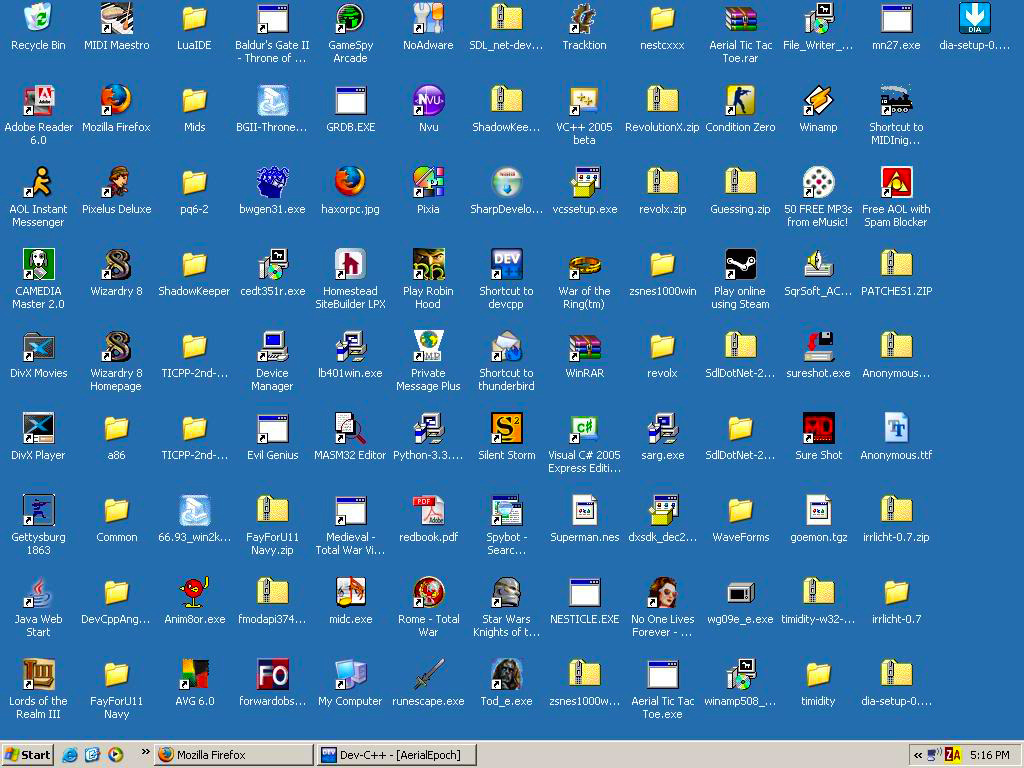 Recycle Bin
MIDI Maestro
LuaIDE
Baldur's Gate II
- Throne of ...
GameSpy
Arcade
NoAdware
SDL_net-dev...
Tracktion
nestcxxx
Aerial Tic Tac
Toe.rar
File_Writer_...
mn27.exe
dia-setup-0....
DIA
Adobe Reader
6.0
Mozilla Firefox
Mids
BGII-Throne...
GRDB.EXE
Nvu
ShadowKee...
VC++ 2005
beta
RevolutionX.zip
Condition Zero
Winamp
Shortcut to
MIDInig...
AOL Instant
Messenger
Pixelus Deluxe
pq6-2
bwgen31.exe
haxorpc.jpg
Pixia
SharpDevelo...
vcssetup.exe
revolx.zip
Guessing.zip
50 FREE MP3s
from eMusic!
Free AOL with
Spam Blocker
CAMEDIA
Master 2.0
Wizardry 8
ShadowKeeper
cedt351r.exe
Homestead
SiteBuilder LPX
Play Robin
Hood
DEV
Shortcut to
devcpp
War of the
Ring(tm)
zsnes1000win
Play online
using Steam
SqrSoft_AC...
PATCHES1.ZIP
DivX Movies
Wizardry 8
Homepage
TICPP-2nd-...
Device
Manager
lb401win.exe
Private
Message Plus
Shortcut to
thunderbird
WinRAR
revolx
SdlDotNet-2...
sureshot.exe
Anonymous...
DivX Player
a86
TICPP-2nd-...
Evil Genius
MASM32 Editor
Python-3.3....
Silent Storm
Visual C# 2005
Express Editi...
sarg.exe
SdlDotNet-2...
Sure Shot
Anonymous.ttf
Gettysburg
1863
Common
66.93_win2k...
FayForU11
Navy.zip
Medieval -
Total War Vi...
redbook.pdf
Spybot -
Searc...
Superman.nes
dxsdk_dec2...
WaveForms
goemon.tgz
irrlicht-0.7.zip
Java Web
Start
DevCppAng...
Anim8or.exe
fmodapi374...
midc.exe
Rome - Total
War
Star Wars
Knights of t...
NESTICLE.EXE
No One Lives
Forever - ...
wg09e_e.exe
timidity-w32-...
irrlicht-0.7
Lords of the
Realm III
FayForU11
Navy
AVG 6.0
FO
forwardobs...
My Computer
runescape.exe
Tod_e.exe
zsnes1000w...
Aerial Tic Tac
Toe.exe
winamp508_...
timidity
dia-setup-0....
Start
Mozilla Firefox
Dev-C++ - [AerialEpoch]
5:16 PM